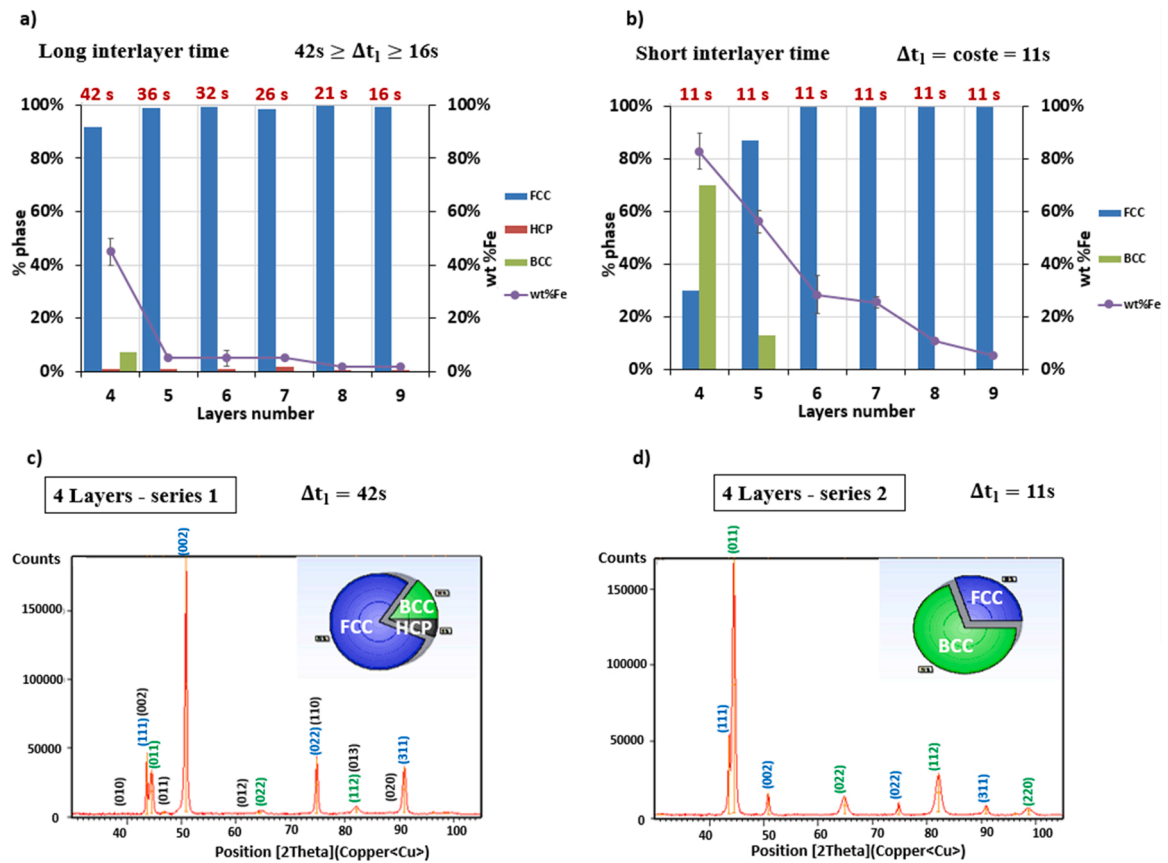 a)
Long interlayer time 42s ≥ Δt₁ ≥ 16s
42 s 36 s 32 s 26 s 21 s 16 s
100% 100%
80% 80%
60% 60%
40% 40%
20% 20%
0% 0%
% phase
wt %Fe
4 5 6 7 8 9
Layers number
FCC
HCP
BCC
wt%Fe
b)
Short interlayer time Δt₁ = coste = 11s
11 s 11 s 11 s 11 s 11 s 11 s
100% 100%
80% 80%
60% 60%
40% 40%
20% 20%
0% 0%
% phase
wt %Fe
4 5 6 7 8 9
Layers number
FCC
BCC
wt%Fe
c)
4 Layers - series 1 Δt₁ = 42s
Counts
150000
100000
50000
0
(010)
(111) (002)
(011)
(011)
(002)
(012)
(022)
(022) (110)
(112) (013)
(020)
(311)
FCC
BCC
HCP
40 50 60 70 80 90 100
Position [2Theta](Copper<Cu>)
d)
4 Layers - series 2 Δt₁ = 11s
Counts
150000
100000
50000
0
(111)
(011)
(002)
(022)
(022)
(112)
(311)
(220)
FCC
BCC
40 50 60 70 80 90 100
Position [2Theta](Copper<Cu>)